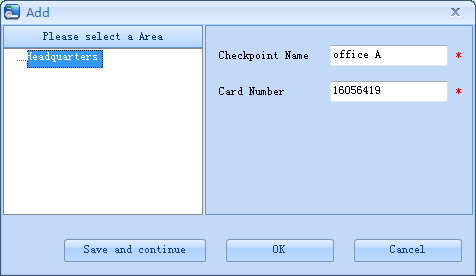 Add
Please select a Area
Headquarters
Checkpoint Name office A *
Card Number 16056419 *
Save and continue OK Cancel